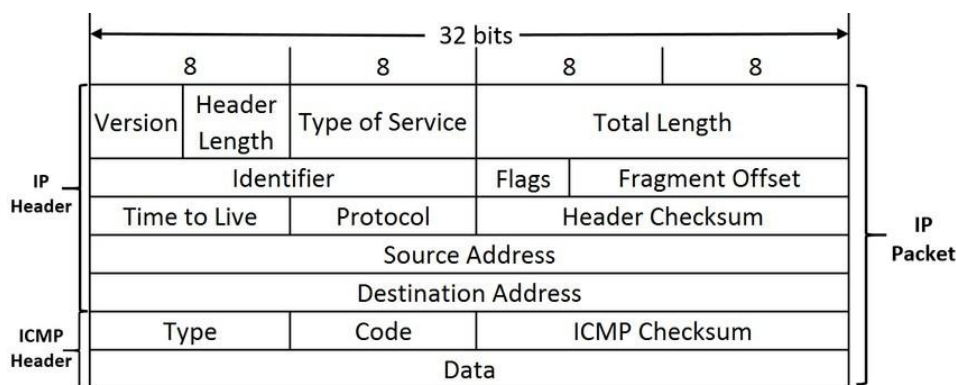 32 bits
8 8 8 8
Version Header Length Type of Service Total Length
IP Header
Identifier Flags Fragment Offset
Time to Live Protocol Header Checksum
IP Packet
Source Address
Destination Address
ICMP Header
Type Code ICMP Checksum
Data